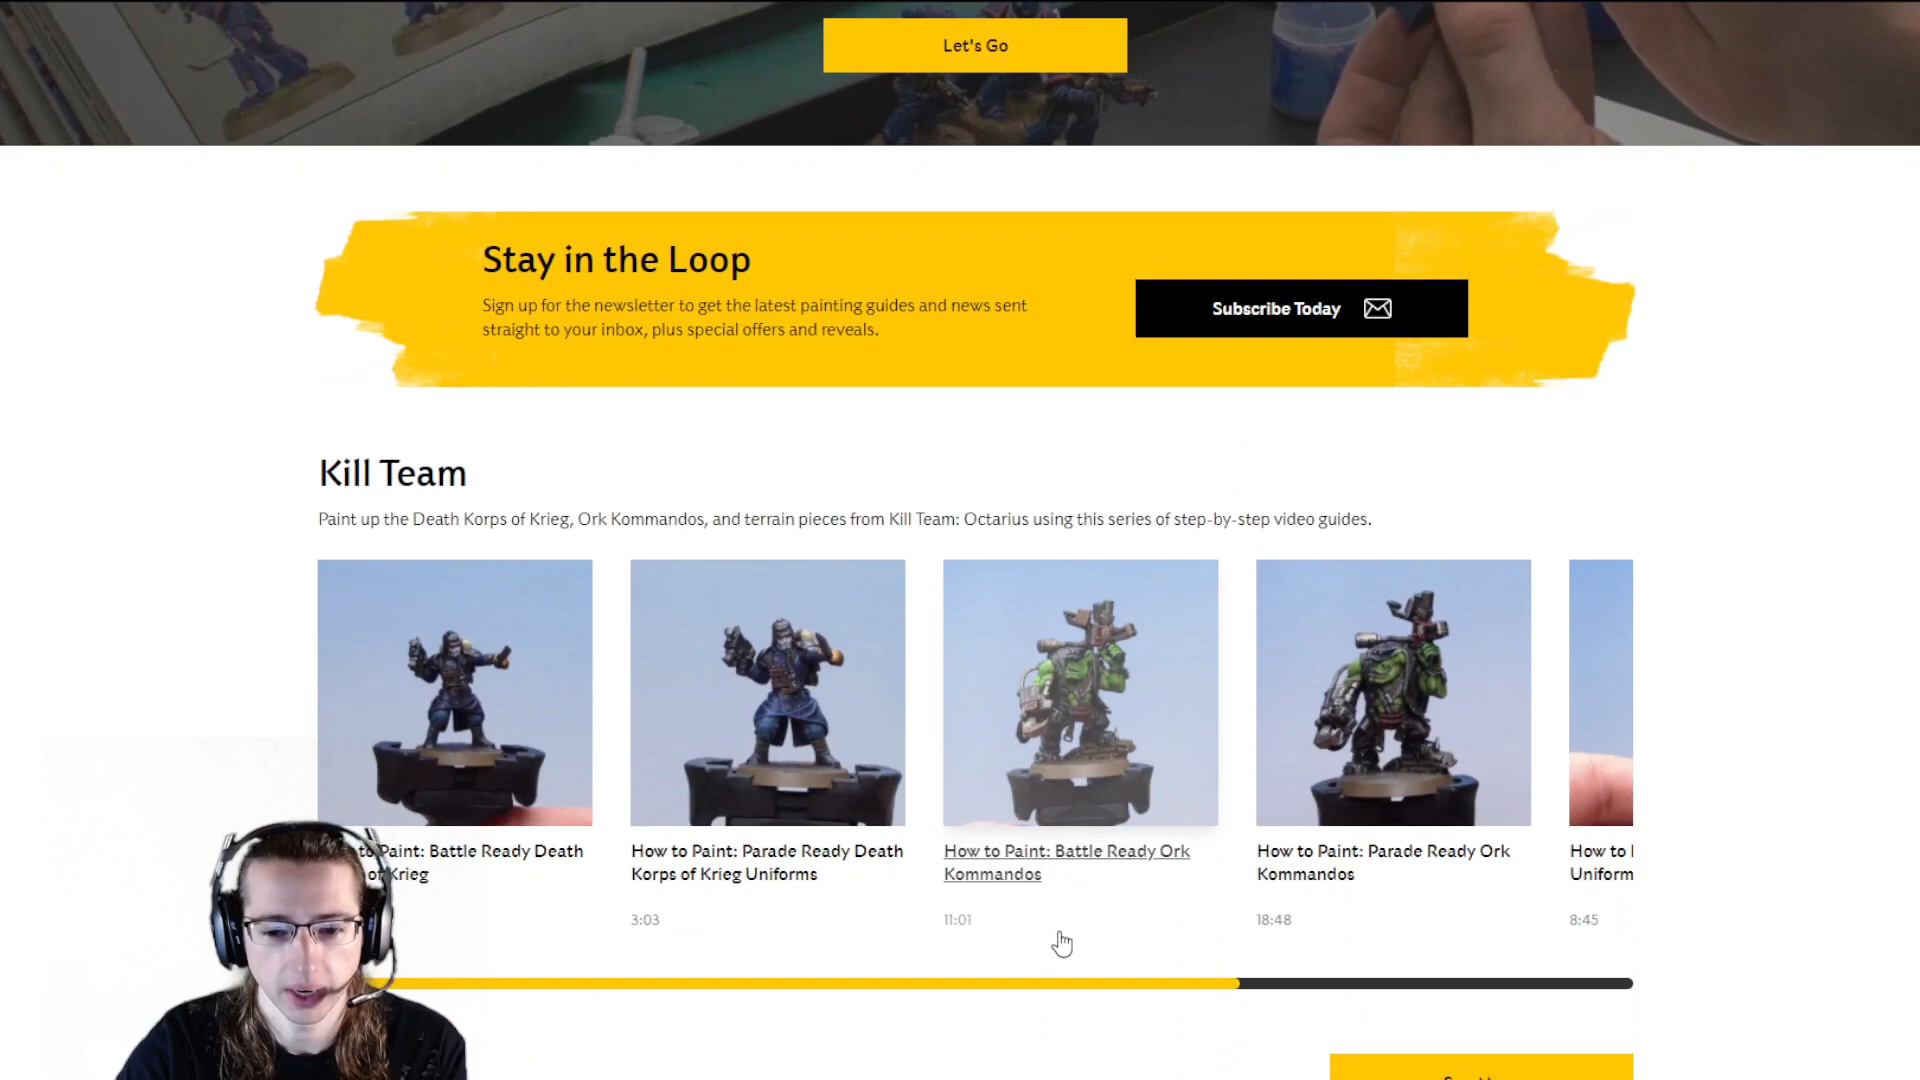 Let's Go
Stay in the Loop
Sign up for the newsletter to get the latest painting guides and news sent
straight to your inbox, plus special offers and reveals.
Subscribe Today
Kill Team
Paint up the Death Korps of Krieg, Ork Kommandos, and terrain pieces from Kill Team: Octarius using this series of step-by-step video guides.
to Paint: Battle Ready Death
of Krieg
How to Paint: Parade Ready Death
Korps of Krieg Uniforms
3:03
How to Paint: Battle Ready Ork
Kommandos
11:01
How to Paint: Parade Ready Ork
Kommandos
18:48
How to
Uniform
8:45